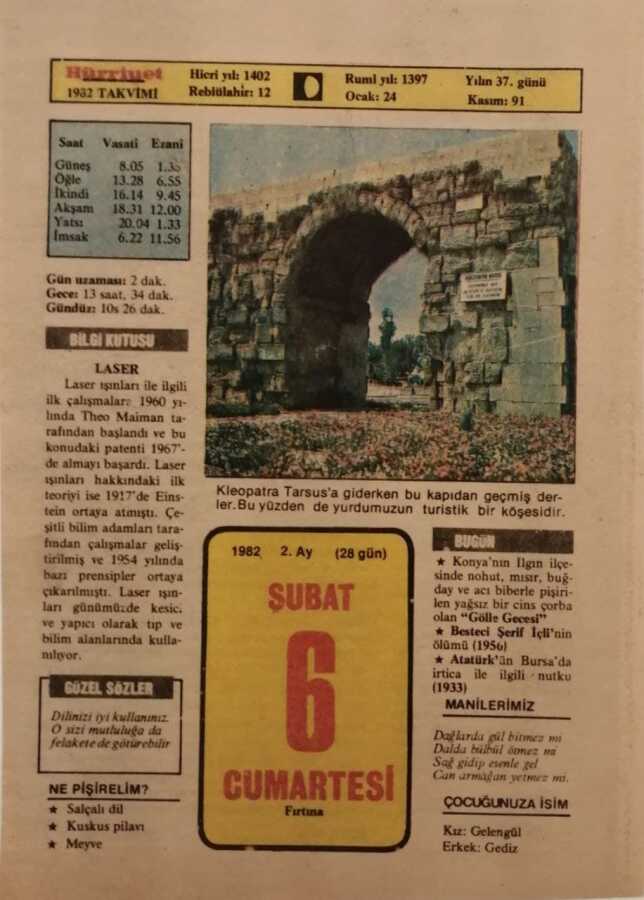 Hürriyet
1982 TAKVİMİ
Hicri yıl: 1402
Rebiülahir: 12
Rumi yıl: 1397
Ocak: 24
Yılın 37. günü
Kasım: 91
Saat Vasati Ezani
Güneş 8.05
Öğle 13.28 6.55
İkindi 16.14 9.45
Akşam 18.31 12.00
Yatsı 20.04 1.33
İmsak 6.22 11.56
Gün uzaması: 2 dak.
Gece: 13 saat, 34 dak.
Gündüz: 10s 26 dak.
BİLGİ KUTUSU
LASER
Laser ışınları ile ilgili
ilk çalışmalar 1960 yı-
lında Theo Maiman ta-
rafından başlandı ve bu
konudaki patenti 1967'-
de almayı başardı. Laser
ışınları hakkındaki ilk
teoriyi ise 1917'de Eins-
tein ortaya atmıştı. Çe-
şitli bilim adamları tara-
fından çalışmalar geliş-
tirilmiş ve 1954 yılında
bazı prensipler ortaya
çıkarılmıştı. Laser ışın-
ları günümüzde kesici
ve yapıcı olarak tıp ve
bilim alanlarında kulla-
nılıyor.
GÜZEL SÖZLER
Dilinizi iyi kullanınız.
O sizi mutluluğa da
felakete de götürebilir
NE PİŞİRELİM?
★ Salçalı dil
★ Kuskus pilavı
★ Meyve
Kleopatra Tarsus'a giderken bu kapıdan geçmiş der-
ler. Bu yüzden de yurdumuzun turistik bir köşesidir.
1982 2. Ay (28 gün)
ŞUBAT
6
CUMARTESİ
Fırtına
BUGÜN
★ Konya'nın Ilgın ilçe-
sinde nohut, mısır, buğ-
day ve acı biberle pişiri-
len yağsız bir cins çorba
olan "Gölle Gecesi"
★ Besteci Şerif İçli'nin
ölümü (1956)
★ Atatürk'ün Bursa'da
irtica ile ilgili nutku
(1933)
MANİLERİMİZ
Dağlarda gül bitmez mi
Dalda bülbül ötmez mi
Sağ gidip esenle gel
Can armağan yetmez mi.
ÇOCUĞUNUZA İSİM
Kız: Gelengül
Erkek: Gediz